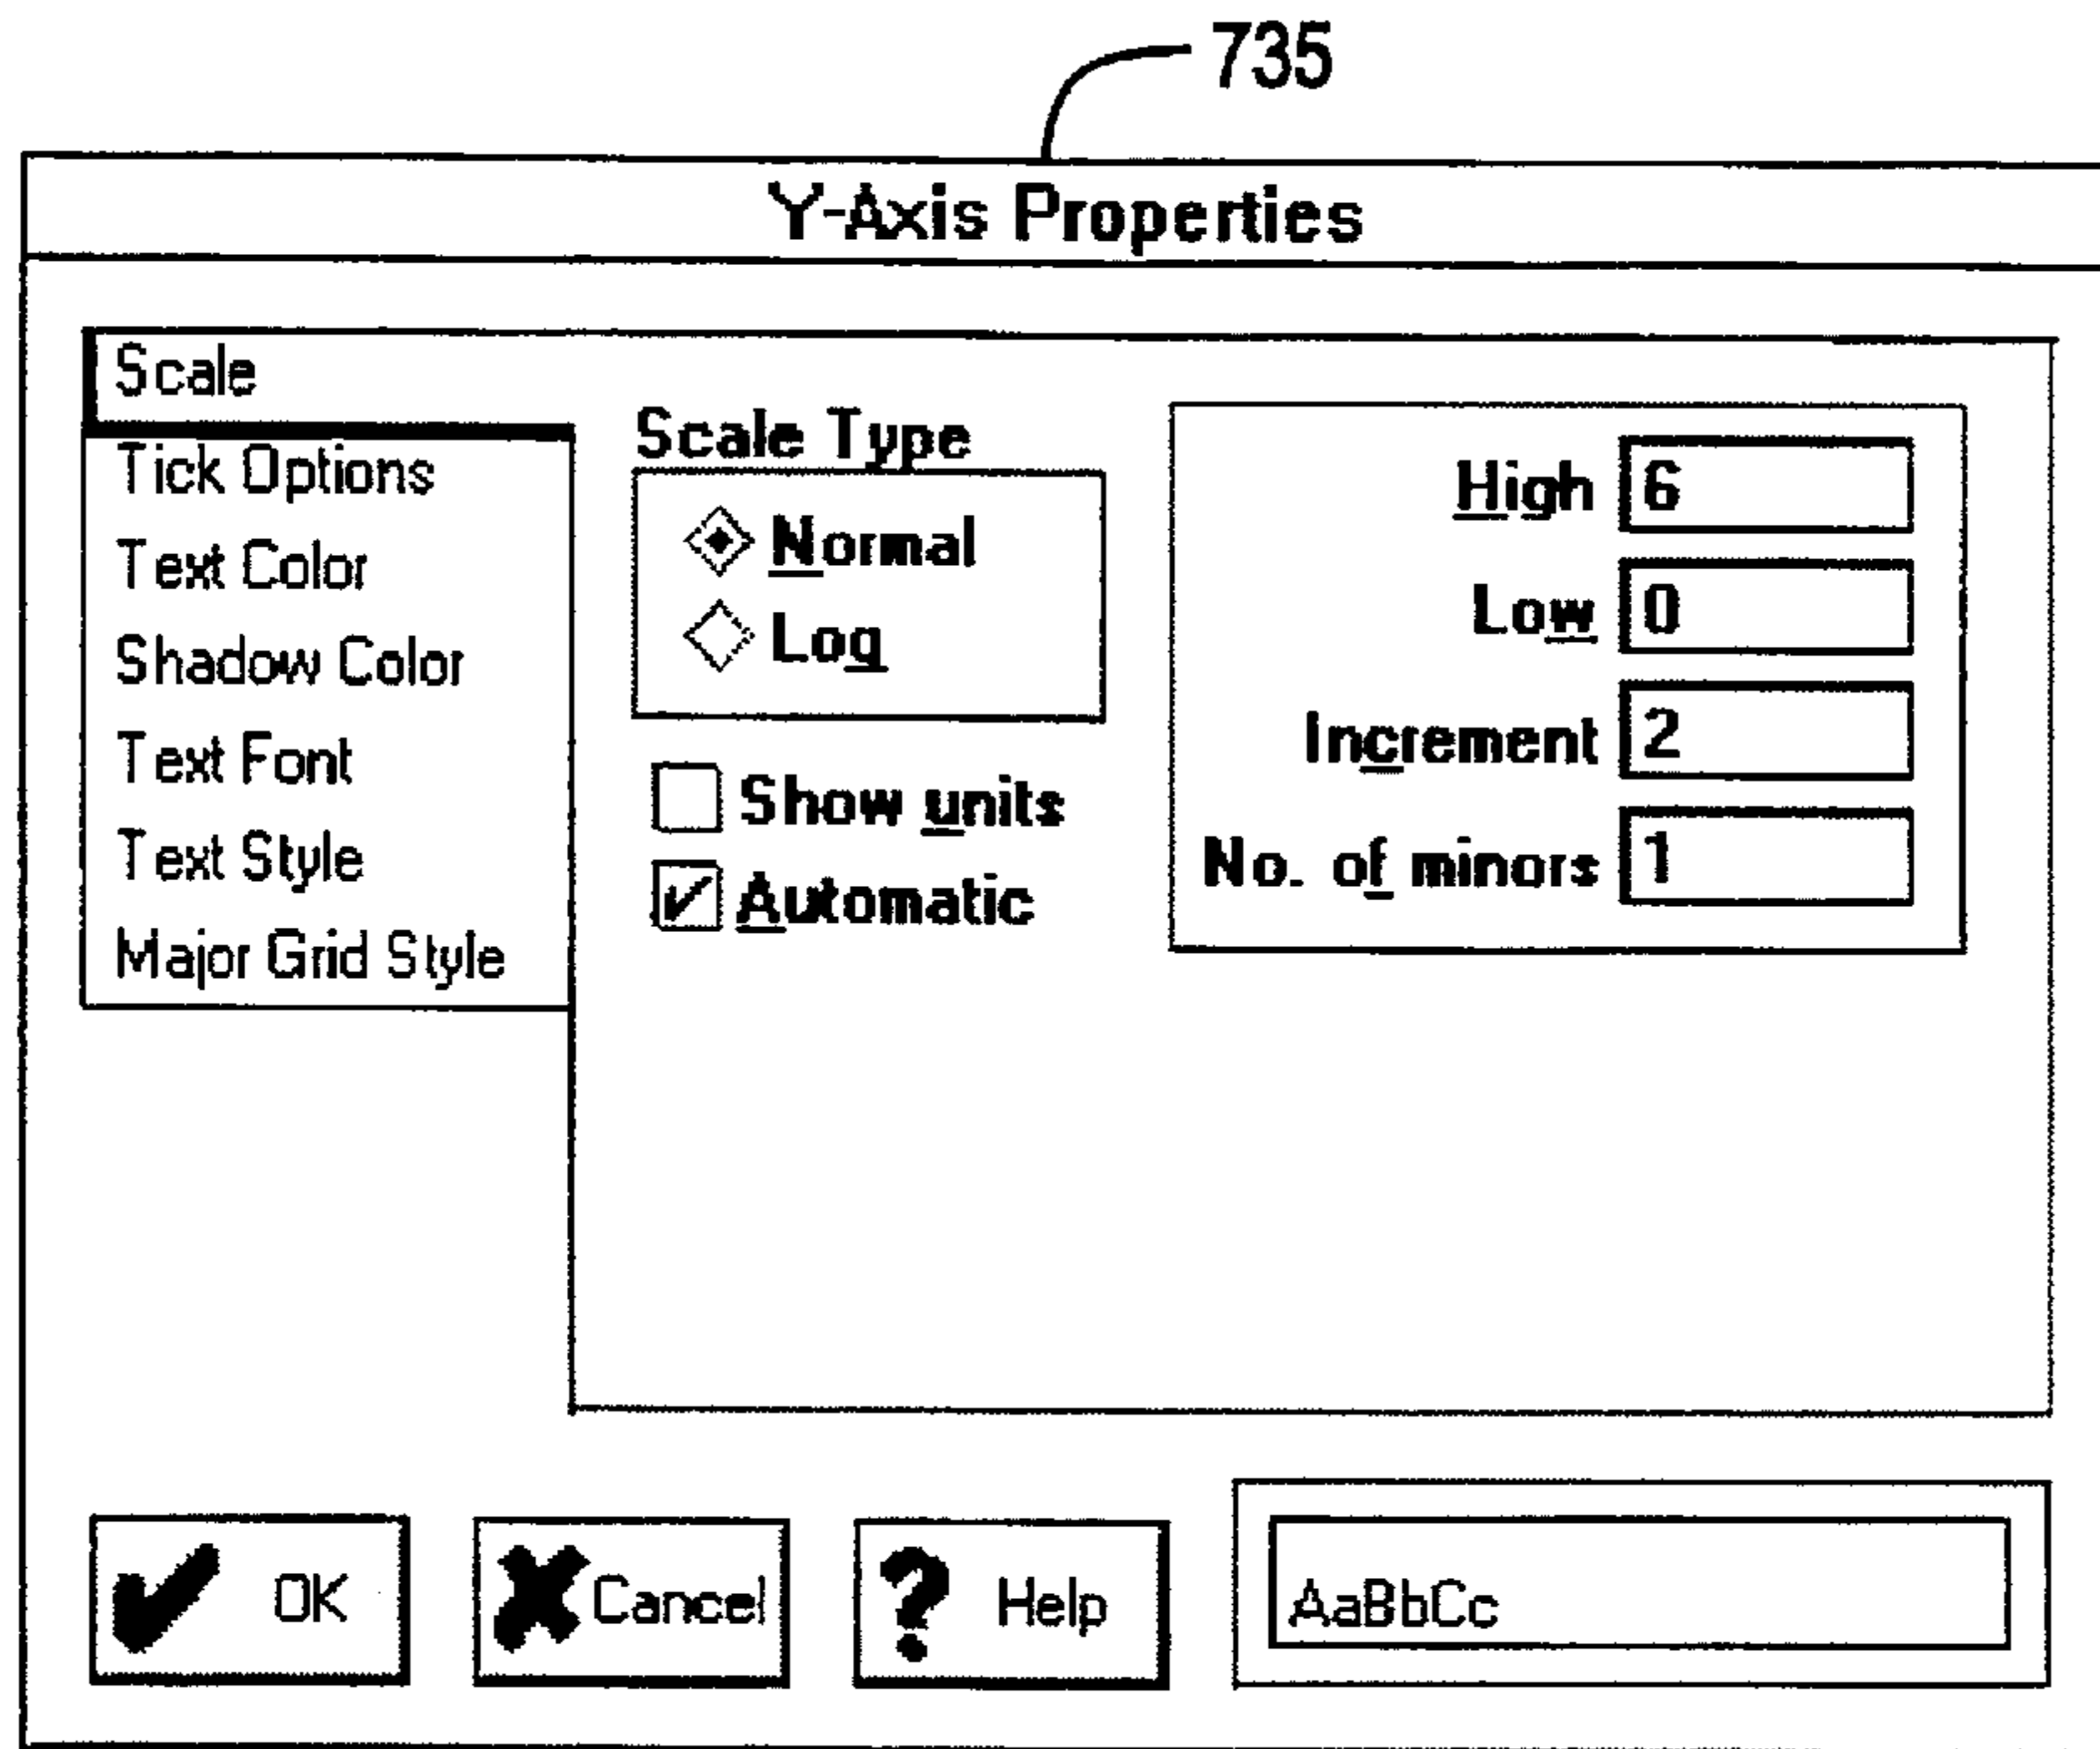 735
Y-Axis Properties
Scale
Tick Options
Text Color
Shadow Color
Text Font
Text Style
Major Grid Style
Scale Type
Normal
Log
Show units
Automatic
High 6
Low 0
Increment 2
No. of minors 1
OK
Cancel
Help
AaBbCc